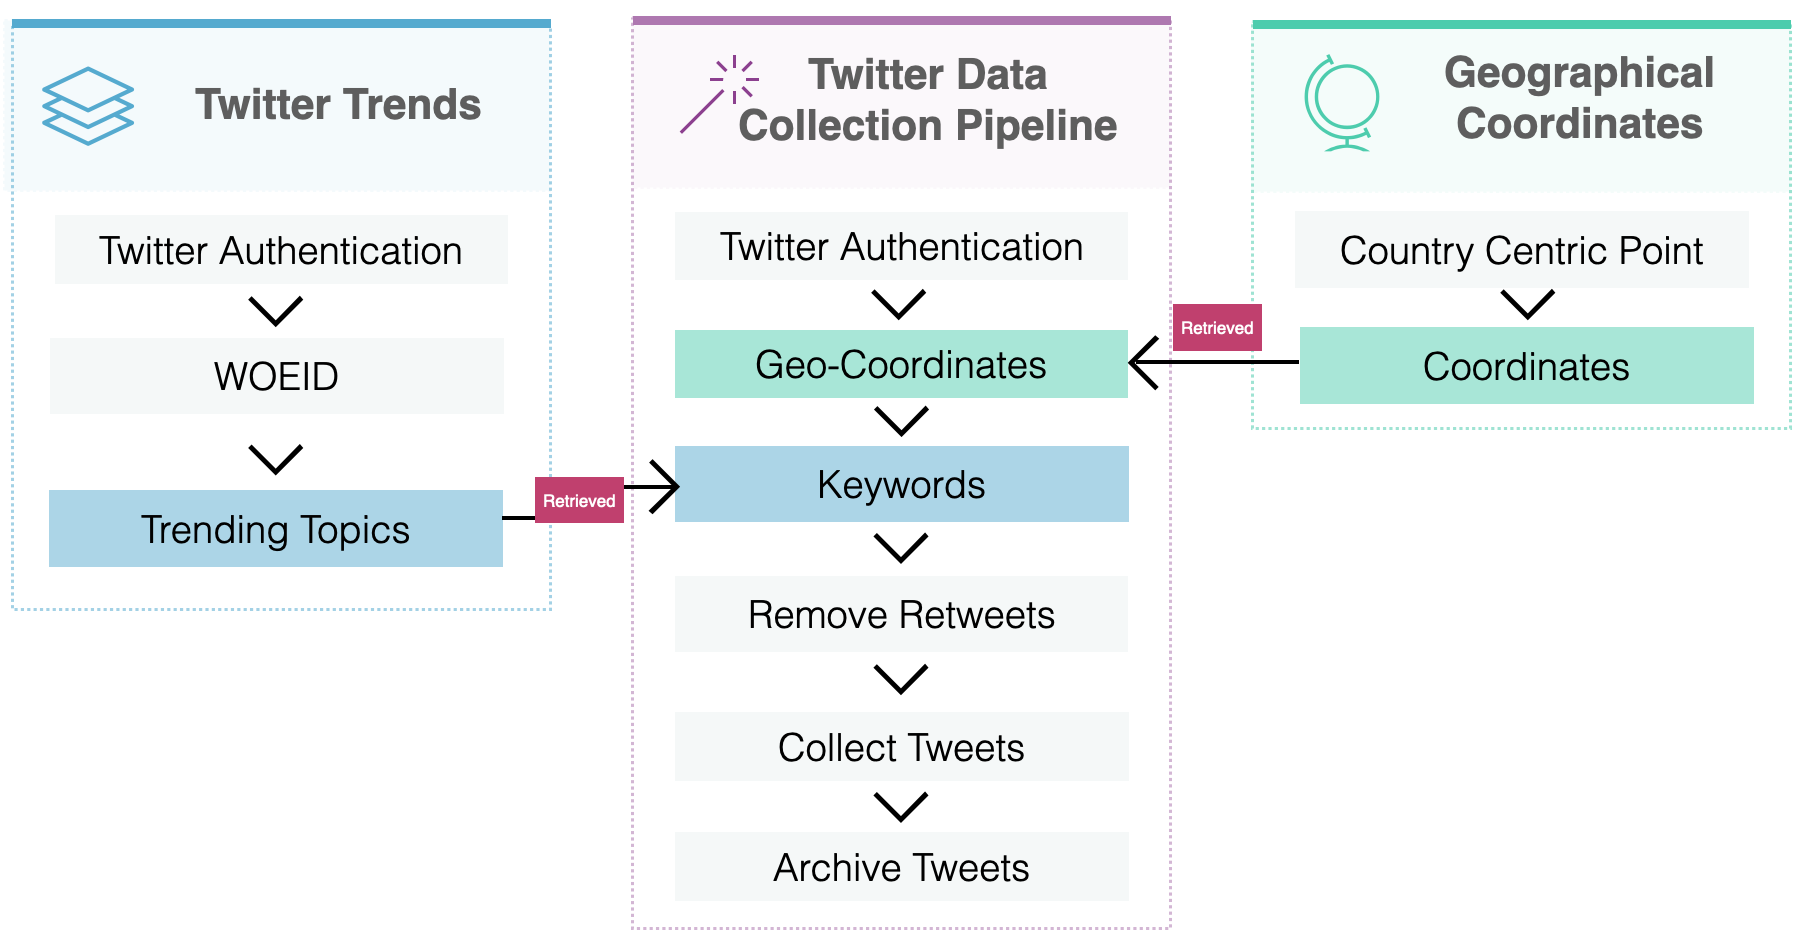 Twitter Trends
Twitter Authentication
WOEID
Trending Topics
Retrieved
Twitter Data
Collection Pipeline
Twitter Authentication
Geo-Coordinates
Keywords
Remove Retweets
Collect Tweets
Archive Tweets
Retrieved
Geographical
Coordinates
Country Centric Point
Coordinates